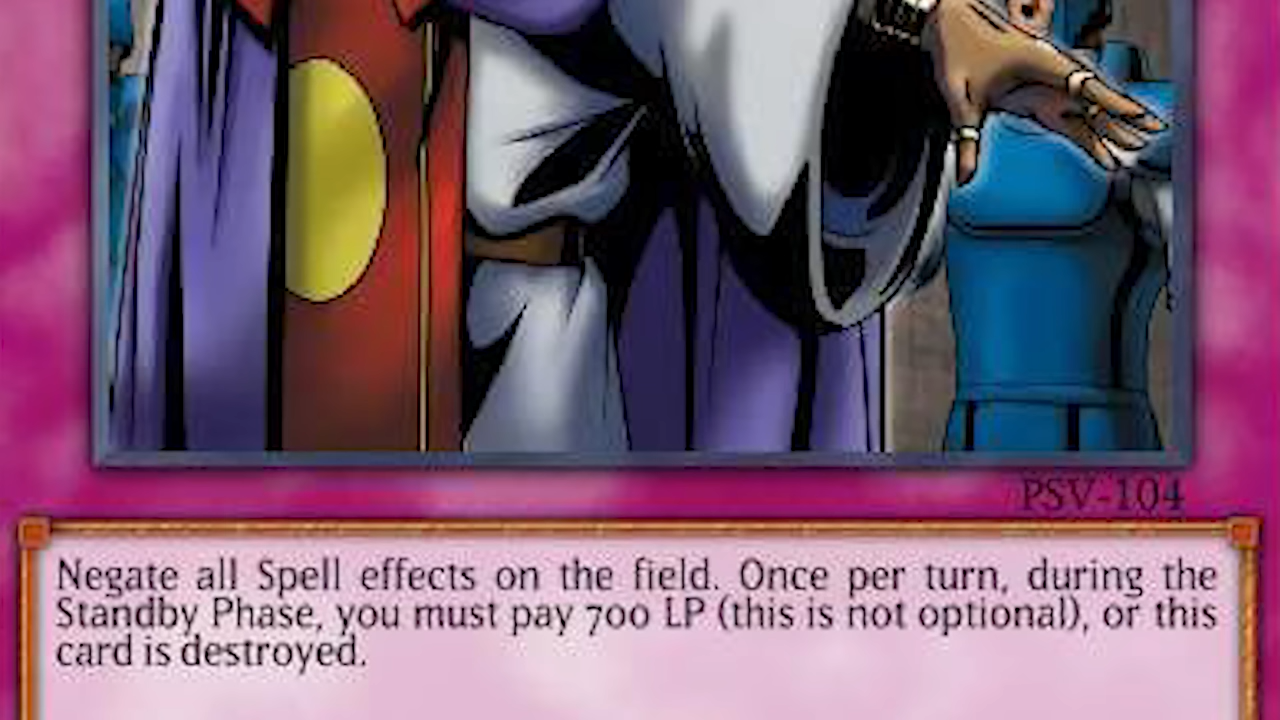 PSV-104
Negate all Spell effects on the field. Once per turn, during the
Standby Phase, you must pay 700 LP (this is not optional), or this
card is destroyed.